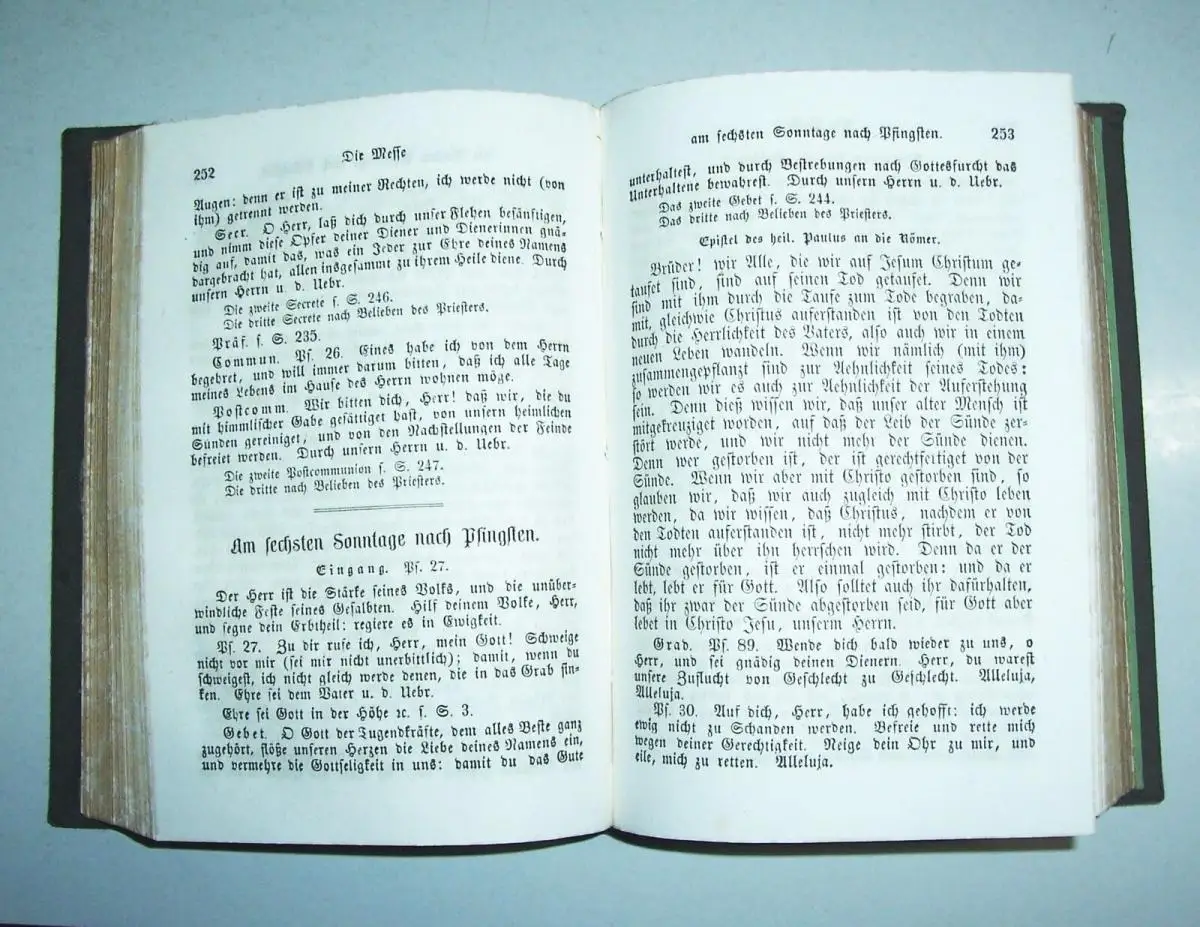 252
Die Messe
Augen: denn er ist zu meiner Rechten, ich werde nicht (von
ihm) getrennt werden.
Secr. O Herr, laß dich durch unser Flehen besänftigen,
und nimm diese Opfer deiner Diener und Dienerinnen gnä-
dig auf, damit das, was ein Jeder zur Ehre deines Namens
dargebracht hat, allen insgesammt zu ihrem Heile diene. Durch
unsern Herrn u. d. Uebr.
Die zweite Secrete s. S. 246.
Die dritte Secrete nach Belieben des Priesters.
Präf. s. S. 235.
Commun. Ps. 26. Eines habe ich von dem Herrn
begehret, und will immer darum bitten, daß ich alle Tage
meines Lebens im Hause des Herrn wohnen möge.
Postcomm. Wir bitten dich, Herr! daß wir, die du
mit himmlischer Gabe gesättiget hast, von unsern heimlichen
Sünden gereiniget, und von den Nachstellungen der Feinde
befreiet werden. Durch unsern Herrn u. d. Uebr.
Die zweite Postcommunion s. S. 247.
Die dritte nach Belieben des Priesters.
Am sechsten Sonntage nach Pfingsten.
Eingang. Ps. 27.
Der Herr ist die Stärke seines Volks, und die unüber-
windliche Feste seines Gesalbten. Hilf deinem Volke, Herr,
und segne dein Erbtheil: regiere es in Ewigkeit.
Ps. 27. Zu dir rufe ich, Herr, mein Gott! Schweige
nicht vor mir (sei mir nicht unerbittlich); damit, wenn du
schweigest, ich nicht gleich werde denen, die in das Grab sin-
ken. Ehre sei dem Vater u. d. Uebr.
Ehre sei Gott in der Höhe ꝛc. s. S. 3.
Gebet. O Gott der Tugendkräfte, dem alles Beste ganz
zugehört, flöße unseren Herzen die Liebe deines Namens ein,
und vermehre die Gottseligkeit in uns: damit du das Gute
am sechsten Sonntage nach Pfingsten. 253
unterhaltest, und durch Bestrebungen nach Gottesfurcht das
Unterhaltene bewahrest. Durch unsern Herrn u. d. Uebr.
Das zweite Gebet s. S. 244.
Das dritte nach Belieben des Priesters.
Epistel des heil. Paulus an die Römer.
Brüder! wir Alle, die wir auf Jesum Christum ge-
taufet sind, sind auf seinen Tod getaufet. Denn wir
sind mit ihm durch die Taufe zum Tode begraben, da-
mit, gleichwie Christus auferstanden ist von den Todten
durch die Herrlichkeit des Vaters, also auch wir in einem
neuen Leben wandeln. Wenn wir nämlich (mit ihm)
zusammengepflanzt sind zur Aehnlichkeit seines Todes:
so werden wir es auch zur Aehnlichkeit der Auferstehung
sein. Denn dieß wissen wir, daß unser alter Mensch ist
mitgekreuziget worden, auf daß der Leib der Sünde zer-
stört werde, und wir nicht mehr der Sünde dienen.
Denn wer gestorben ist, der ist gerechtfertiget von der
Sünde. Wenn wir aber mit Christo gestorben sind, so
glauben wir, daß wir auch zugleich mit Christo leben
werden, da wir wissen, daß Christus, nachdem er von
den Todten auferstanden ist, nicht mehr stirbt, der Tod
nicht mehr über ihn herrschen wird. Denn da er der
Sünde gestorben, ist er einmal gestorben: und da er
lebt, lebt er für Gott. Also solltet auch ihr dafürhalten,
daß ihr zwar der Sünde abgestorben seid, für Gott aber
lebet in Christo Jesu, unserm Herrn.
Grad. Ps. 89. Wende dich bald wieder zu uns, o
Herr, und sei gnädig deinen Dienern. Herr, du warest
unsere Zuflucht von Geschlecht zu Geschlecht. Alleluja,
Alleluja.
Ps. 30. Auf dich, Herr, habe ich gehofft: ich werde
ewig nicht zu Schanden werden. Befreie und rette mich
wegen deiner Gerechtigkeit. Neige dein Ohr zu mir, und
eile, mich zu retten. Alleluja.